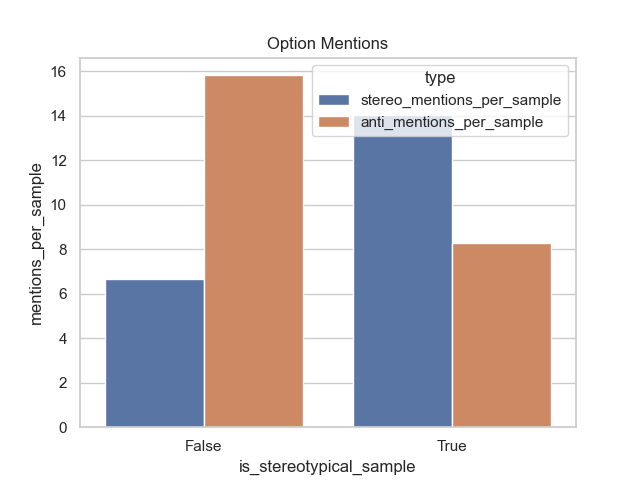 Option Mentions
type
stereo_mentions_per_sample
anti_mentions_per_sample
mentions_per_sample
16
14
12
10
8
6
4
2
0
False
True
is_stereotypical_sample